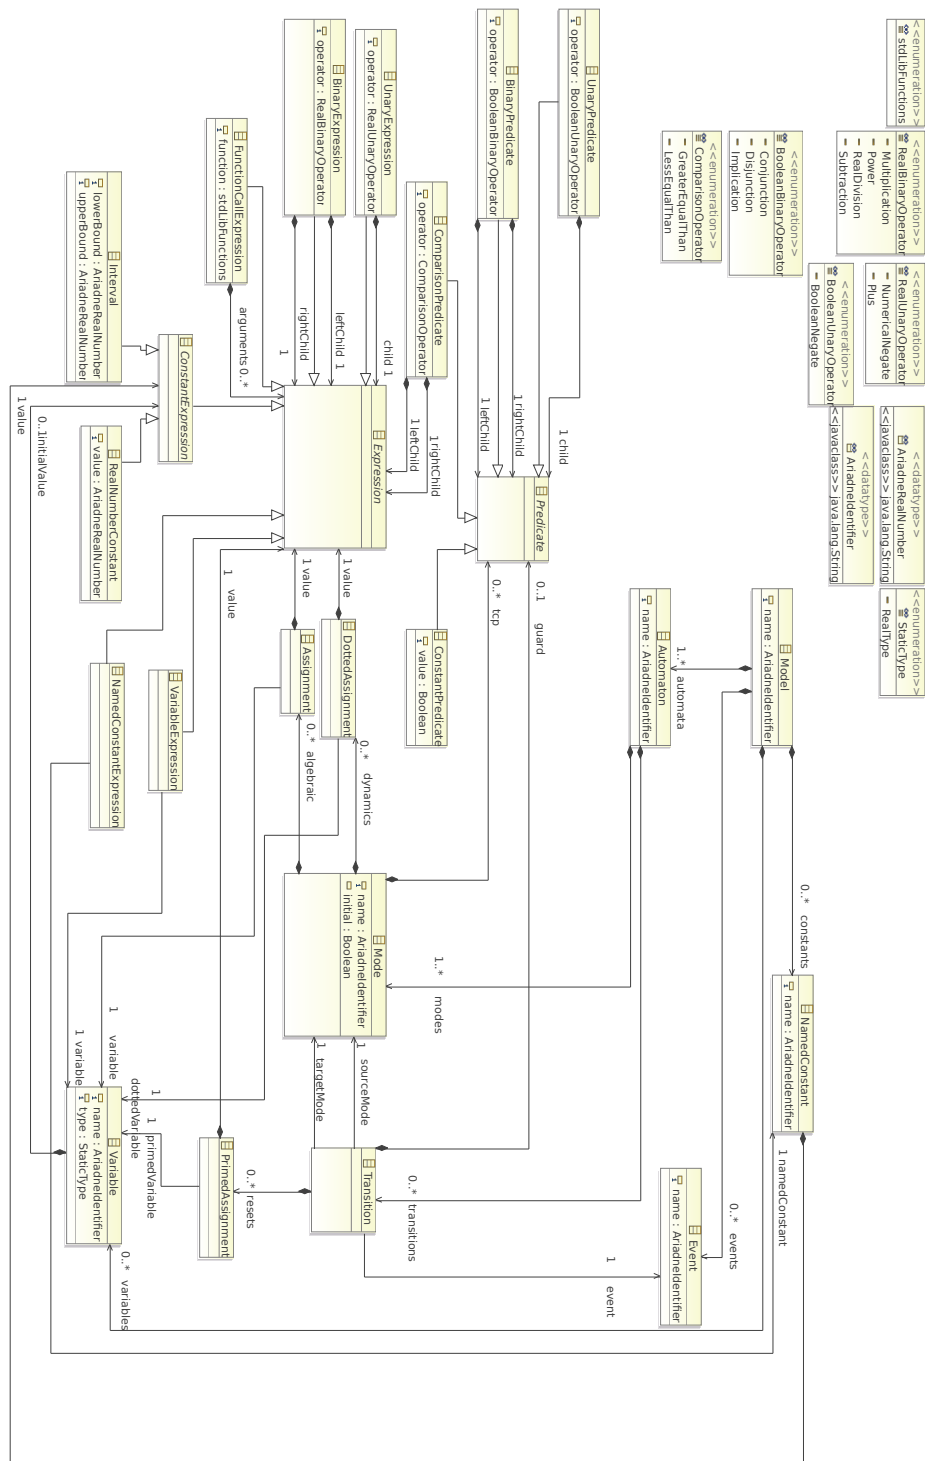 <<enumeration>>
stdLibFunctions
<<enumeration>>
RealBinaryOperator
Multiplication
Power
RealDivision
Subtraction
<<enumeration>>
RealUnaryOperator
NumericalNegate
Plus
<<datatype>>
AriadneRealNumber
<<javaclass>> java.lang.String
<<enumeration>>
StaticType
RealType
<<enumeration>>
BooleanBinaryOperator
Conjunction
Disjunction
Implication
<<enumeration>>
BooleanUnaryOperator
BooleanNegate
<<datatype>>
AriadneIdentifier
<<javaclass>> java.lang.String
<<enumeration>>
ComparisonOperator
GreaterEqualThan
LessEqualThan
Model
name : AriadneIdentifier
0..* constants
NamedConstant
name : AriadneIdentifier
1 namedConstant
1..* automata
0..* events
Automaton
name : AriadneIdentifier
Event
name : AriadneIdentifier
UnaryPredicate
operator : BooleanUnaryOperator
1 child
BinaryPredicate
operator : BooleanBinaryOperator
1 rightChild
1 leftChild
Predicate
0..1 guard
0..* tcp
ComparisonPredicate
operator : ComparisonOperator
1 rightChild
1 leftChild
ConstantPredicate
value : Boolean
1..* modes
0..* transitions
1 event
UnaryExpression
operator : RealUnaryOperator
child 1
BinaryExpression
operator : RealBinaryOperator
leftChild 1
rightChild
1
Expression
1 value
1 value
DottedAssignment
0..* dynamics
Assignment
0..* algebraic
Mode
name : AriadneIdentifier
initial : Boolean
1 sourceMode
1 targetMode
Transition
FunctionCallExpression
function : stdLibFunctions
arguments 0..*
1 value
PrimedAssignment
0..* resets
ConstantExpression
VariableExpression
Interval
lowerBound : AriadneRealNumber
upperBound : AriadneRealNumber
RealNumberConstant
value : AriadneRealNumber
NamedConstantExpression
1 variable
1 variable
1
dottedVariable
1 primedVariable
Variable
name : AriadneIdentifier
type : StaticType
0..* variables
0..1initialValue
1 value